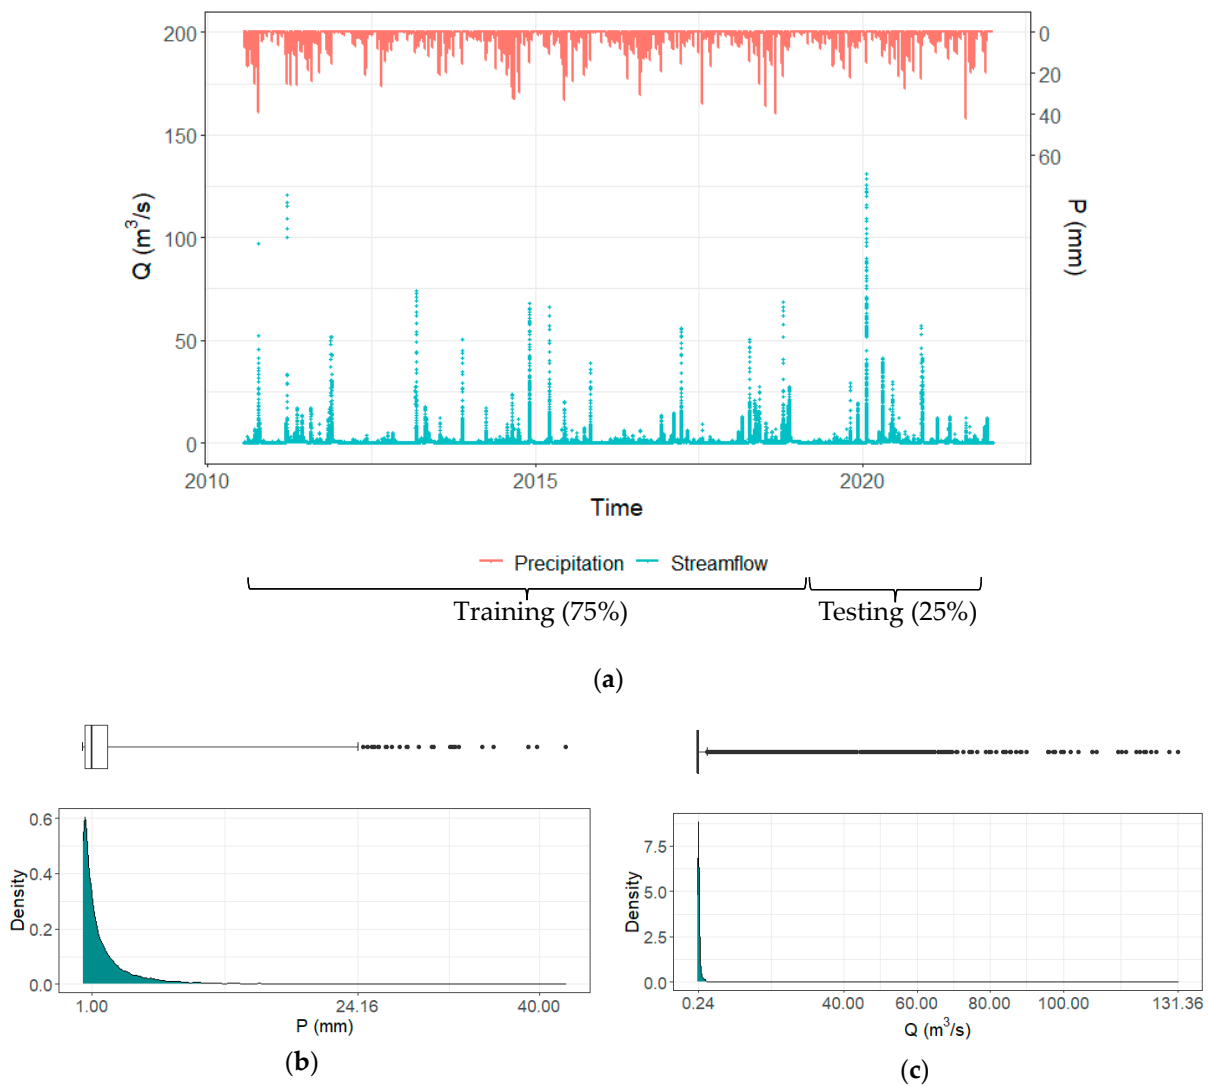 200
150
100
50
0
Q (m³/s)
0
20
40
60
P (mm)
2010
2015
2020
Time
Precipitation
Streamflow
Training (75%)
Testing (25%)
(a)
0.6
0.4
0.2
0.0
Density
1.00
24.16
40.00
P (mm)
(b)
7.5
5.0
2.5
0.0
Density
0.24
40.00
60.00
80.00
100.00
131.36
Q (m³/s)
(c)